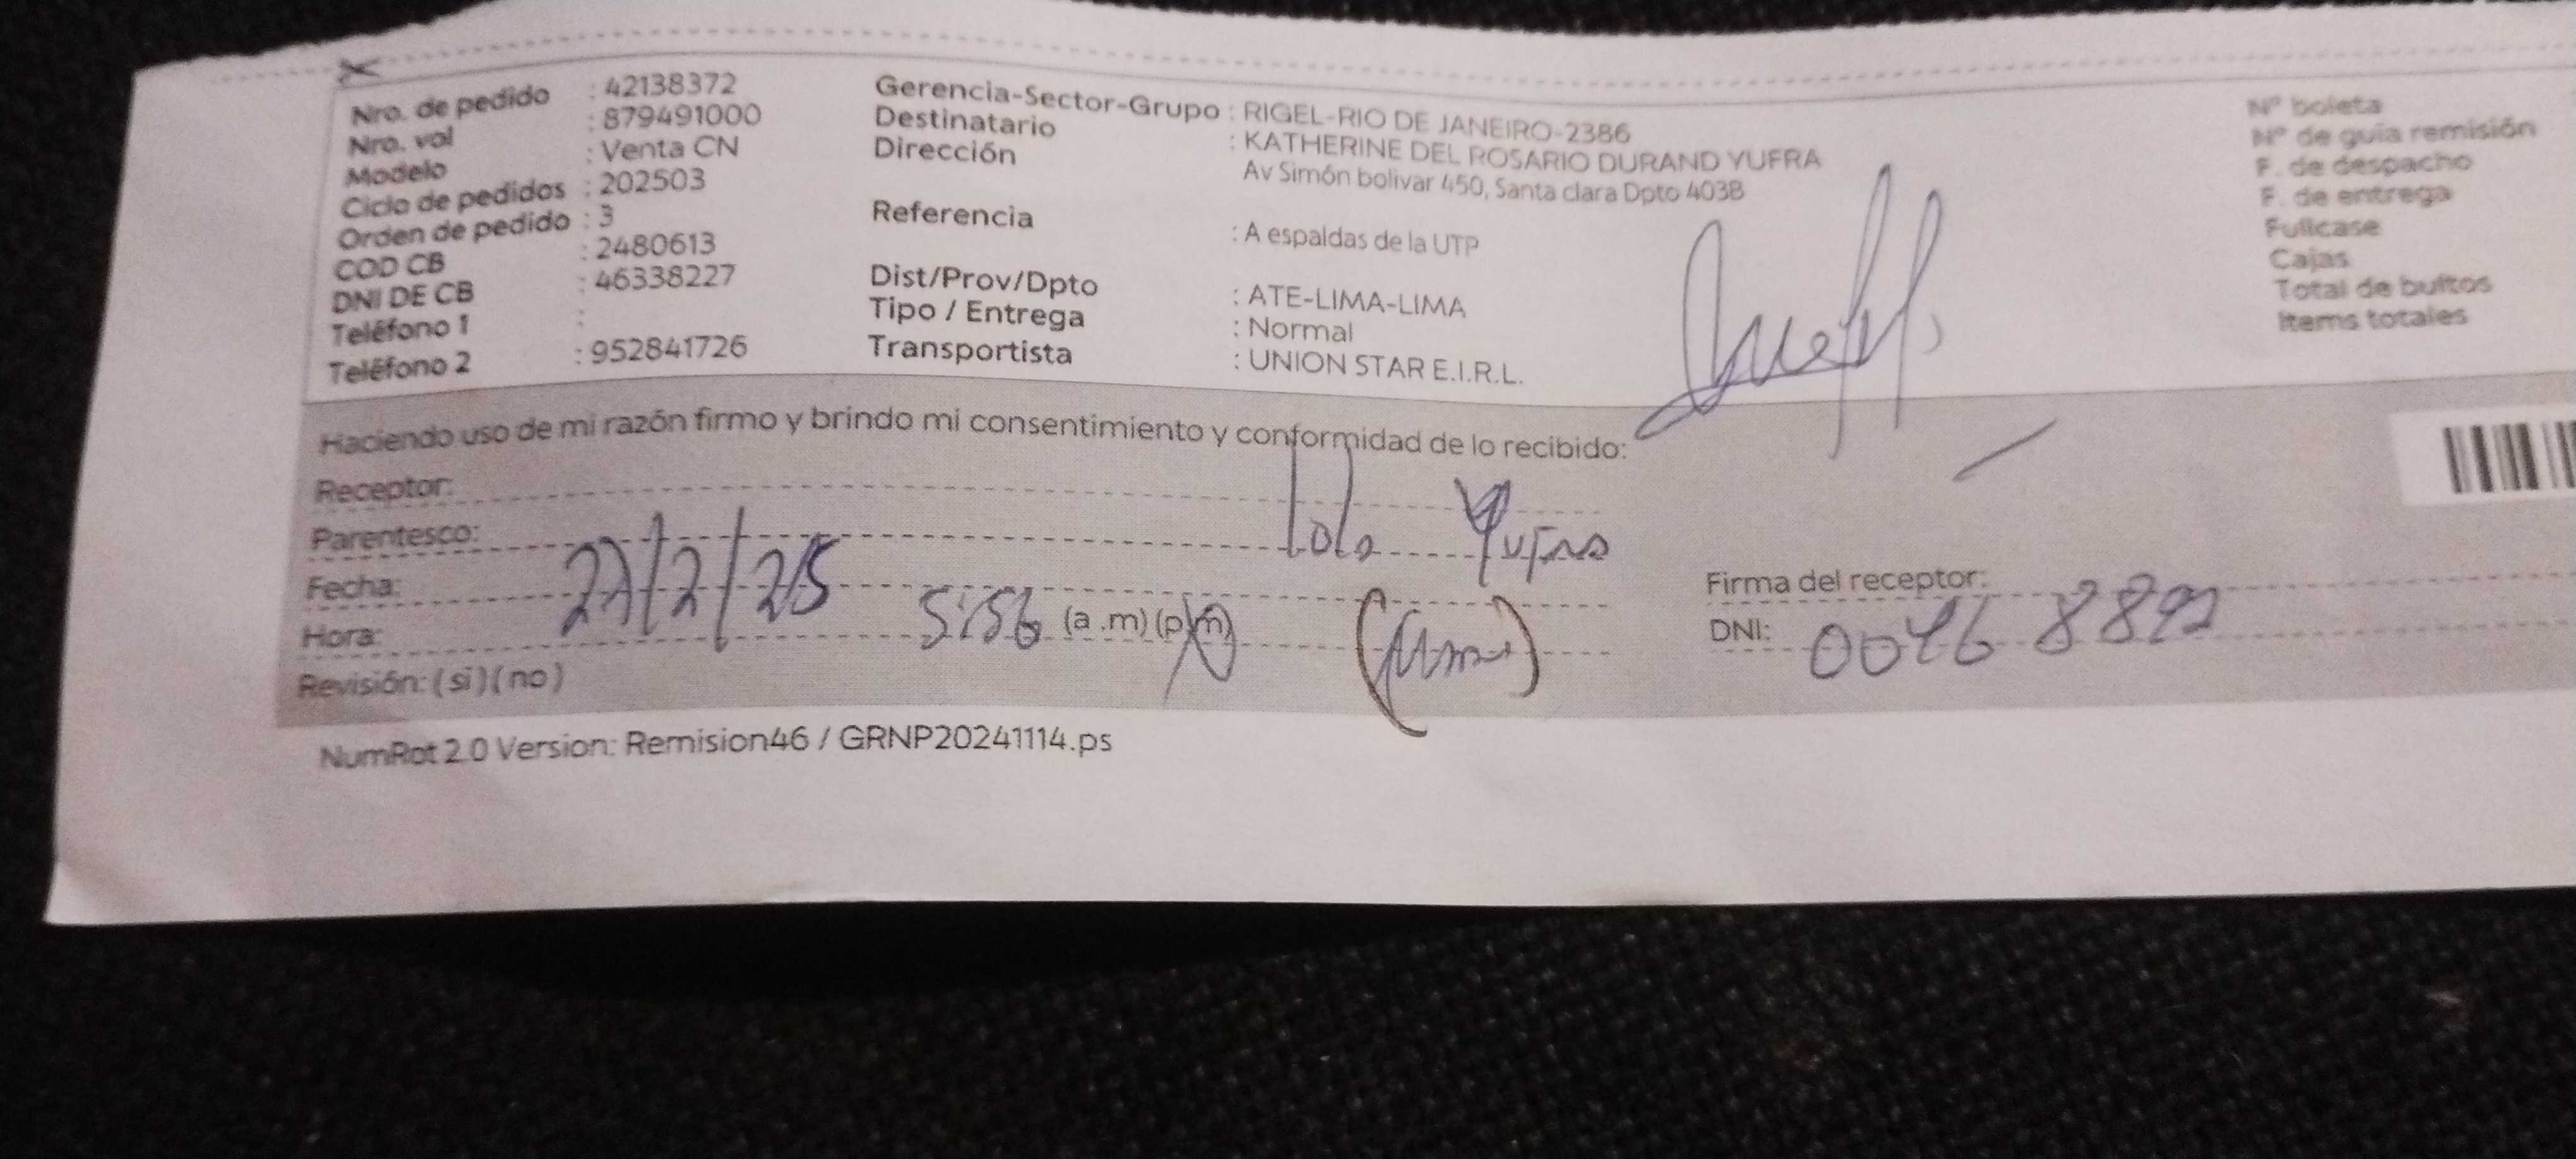 Nro. de pedido : 42138372
Nro. vol : 879491000
Modelo : Venta CN
Ciclo de pedidos : 202503
Orden de pedido : 3
COD CB : 2480613
DNI DE CB : 46338227
Teléfono 1 :
Teléfono 2 : 952841726
Gerencia-Sector-Grupo : RIGEL-RIO DE JANEIRO-2386
Destinatario : KATHERINE DEL ROSARIO DURAND YUFRA
Dirección Av Simón bolivar 450, Santa clara Dpto 403B
Referencia : A espaldas de la UTP
Dist/Prov/Dpto : ATE-LIMA-LIMA
Tipo / Entrega : Normal
Transportista : UNION STAR E.I.R.L.
Nº boleta
Nº de guia remisión
F. de despacho
F. de entrega
Fullcase
Cajas
Total de bultos
Items totales
Haciendo uso de mi razón firmo y brindo mi consentimiento y conformidad de lo recibido:
Receptor:
Parentesco: Yufra
Fecha: 27/2/25
Hora: 5:56 (a .m) (p.m)
Revisión: (si) (no)
Firma del receptor:
DNI:
NumRot 2.0 Version: Remision46 / GRNP20241114.ps